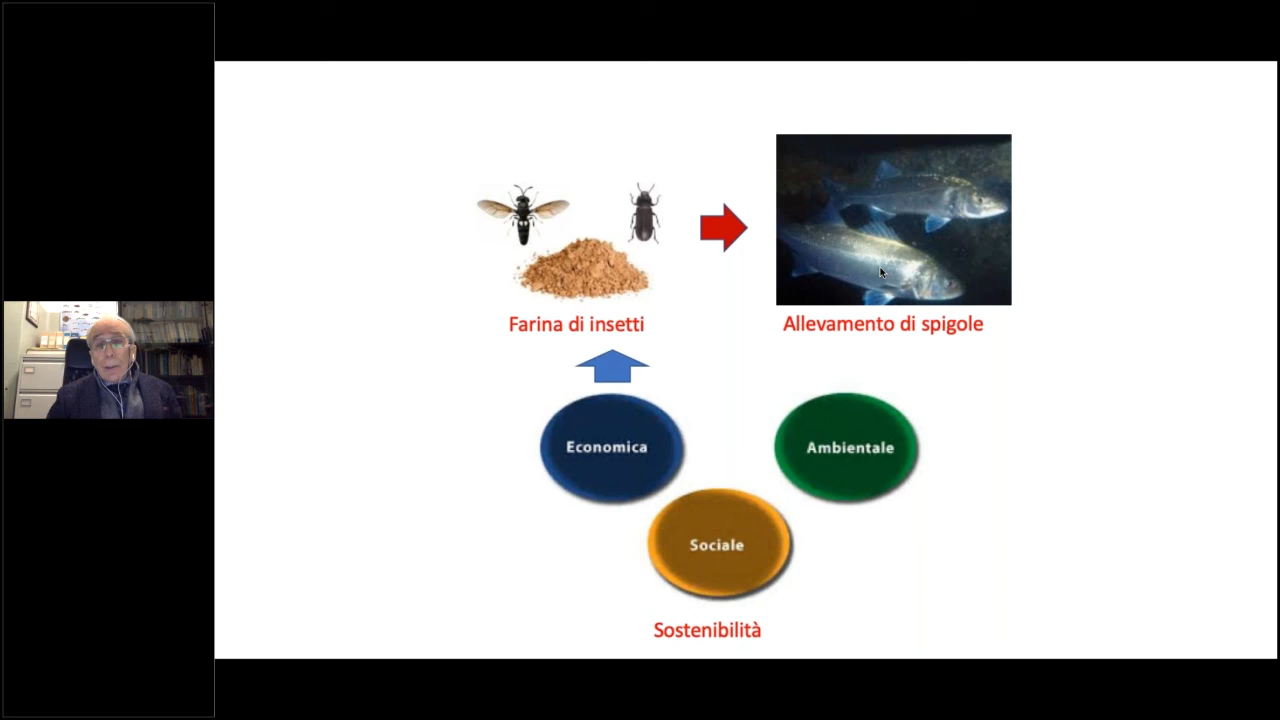 Farina di insetti
Allevamento di spigole
Economica
Ambientale
Sociale
Sostenibilità